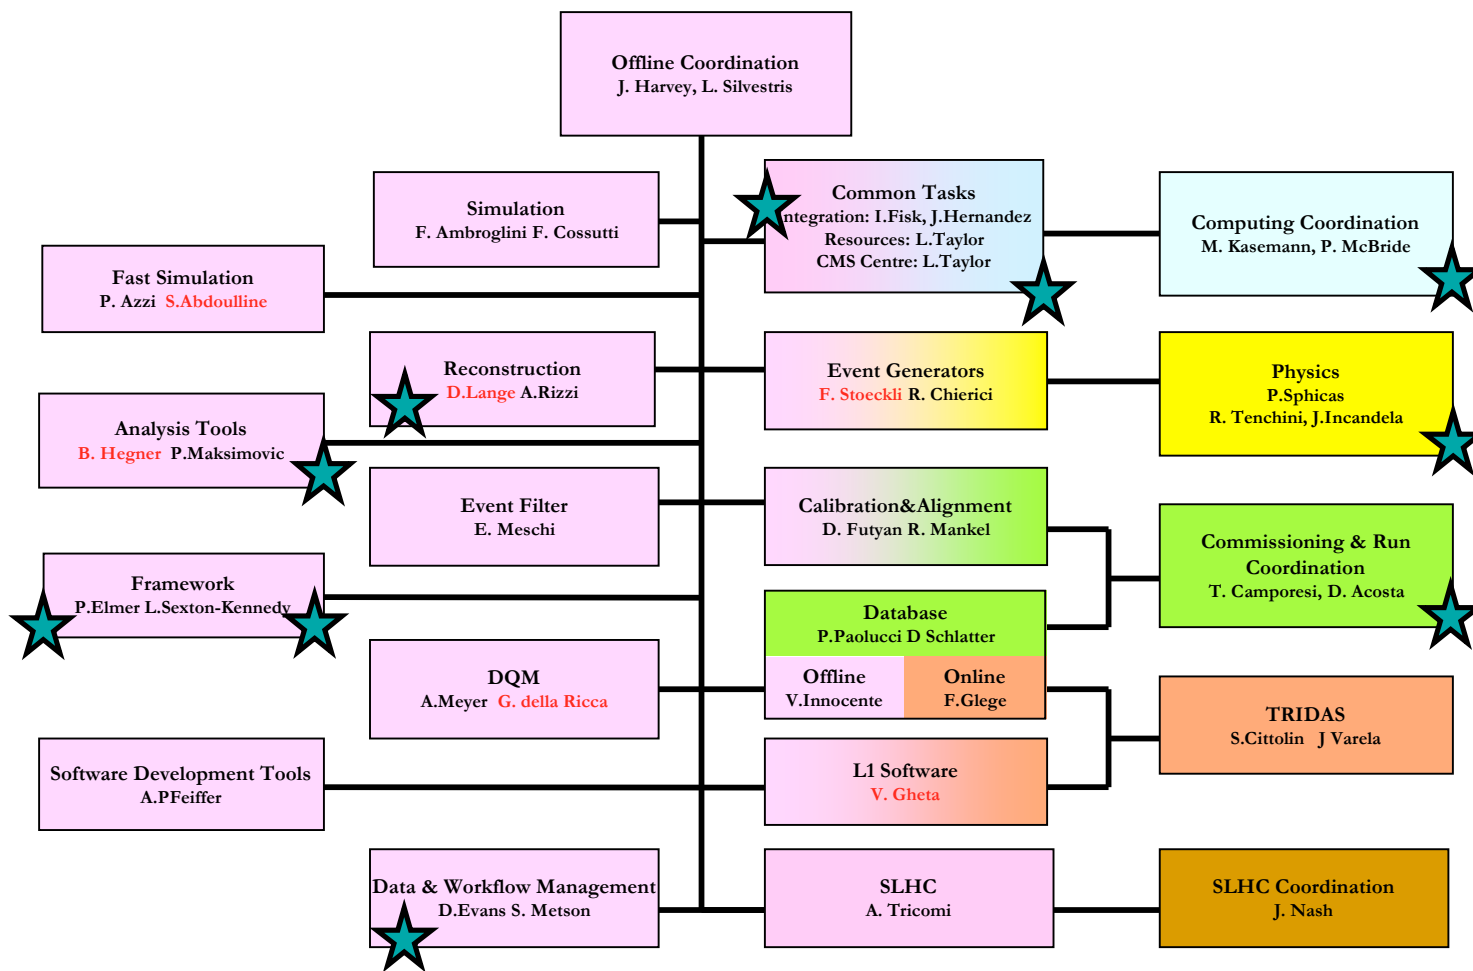 Offline Coordination
J. Harvey, L. Silvestris
Simulation
F. Ambroglini F. Cossutti
Common Tasks
ntegration: I.Fisk, J.Hernandez
Resources: L.Taylor
CMS Centre: L.Taylor
Computing Coordination
M. Kasemann, P. McBride
Fast Simulation
P. Azzi S.Abdoulline
Reconstruction
D.Lange A.Rizzi
Event Generators
F. Stoeckli R. Chierici
Physics
P.Sphicas
R. Tenchini, J.Incandela
Analysis Tools
B. Hegner P.Maksimovic
Event Filter
E. Meschi
Calibration&Alignment
D. Futyan R. Mankel
Commissioning & Run
Coordination
T. Camporesi, D. Acosta
Framework
P.Elmer L.Sexton-Kennedy
Database
P.Paolucci D Schlatter
Offline
V.Innocente
Online
F.Glege
DQM
A.Meyer G. della Ricca
TRIDAS
S.Cittolin J Varela
Software Development Tools
A.PFeiffer
L1 Software
V. Gheta
Data & Workflow Management
D.Evans S. Metson
SLHC
A. Tricomi
SLHC Coordination
J. Nash